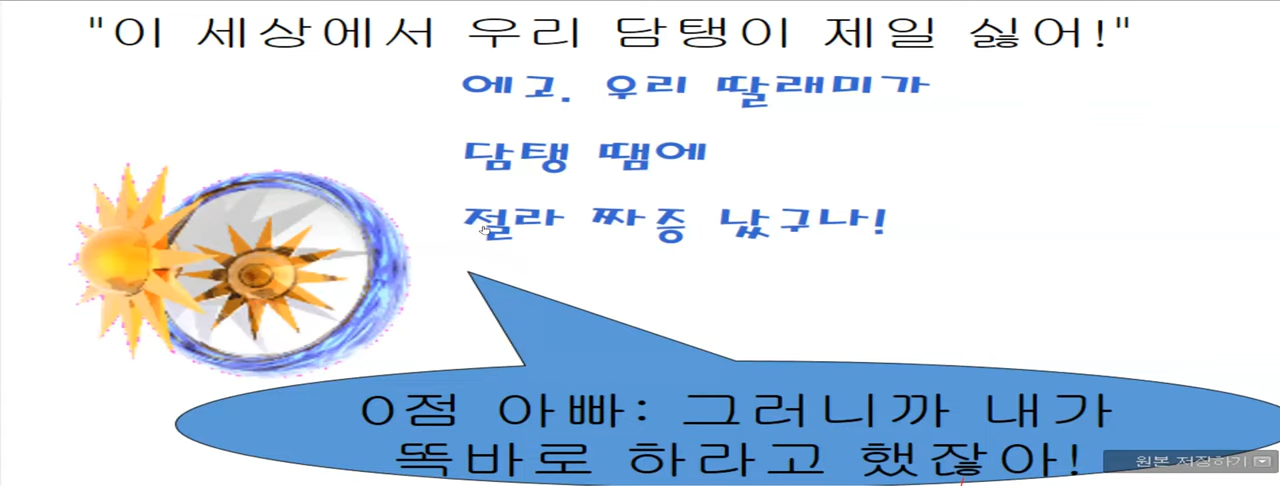 "이 세상에서 우리 담탱이 제일 싫어!"
에고. 우리 딸래미가
담탱 땜에
절라 짜증 났구나!
0점 아빠: 그러니까 내가
똑바로 하라고 했잖아!
원본 저장하기